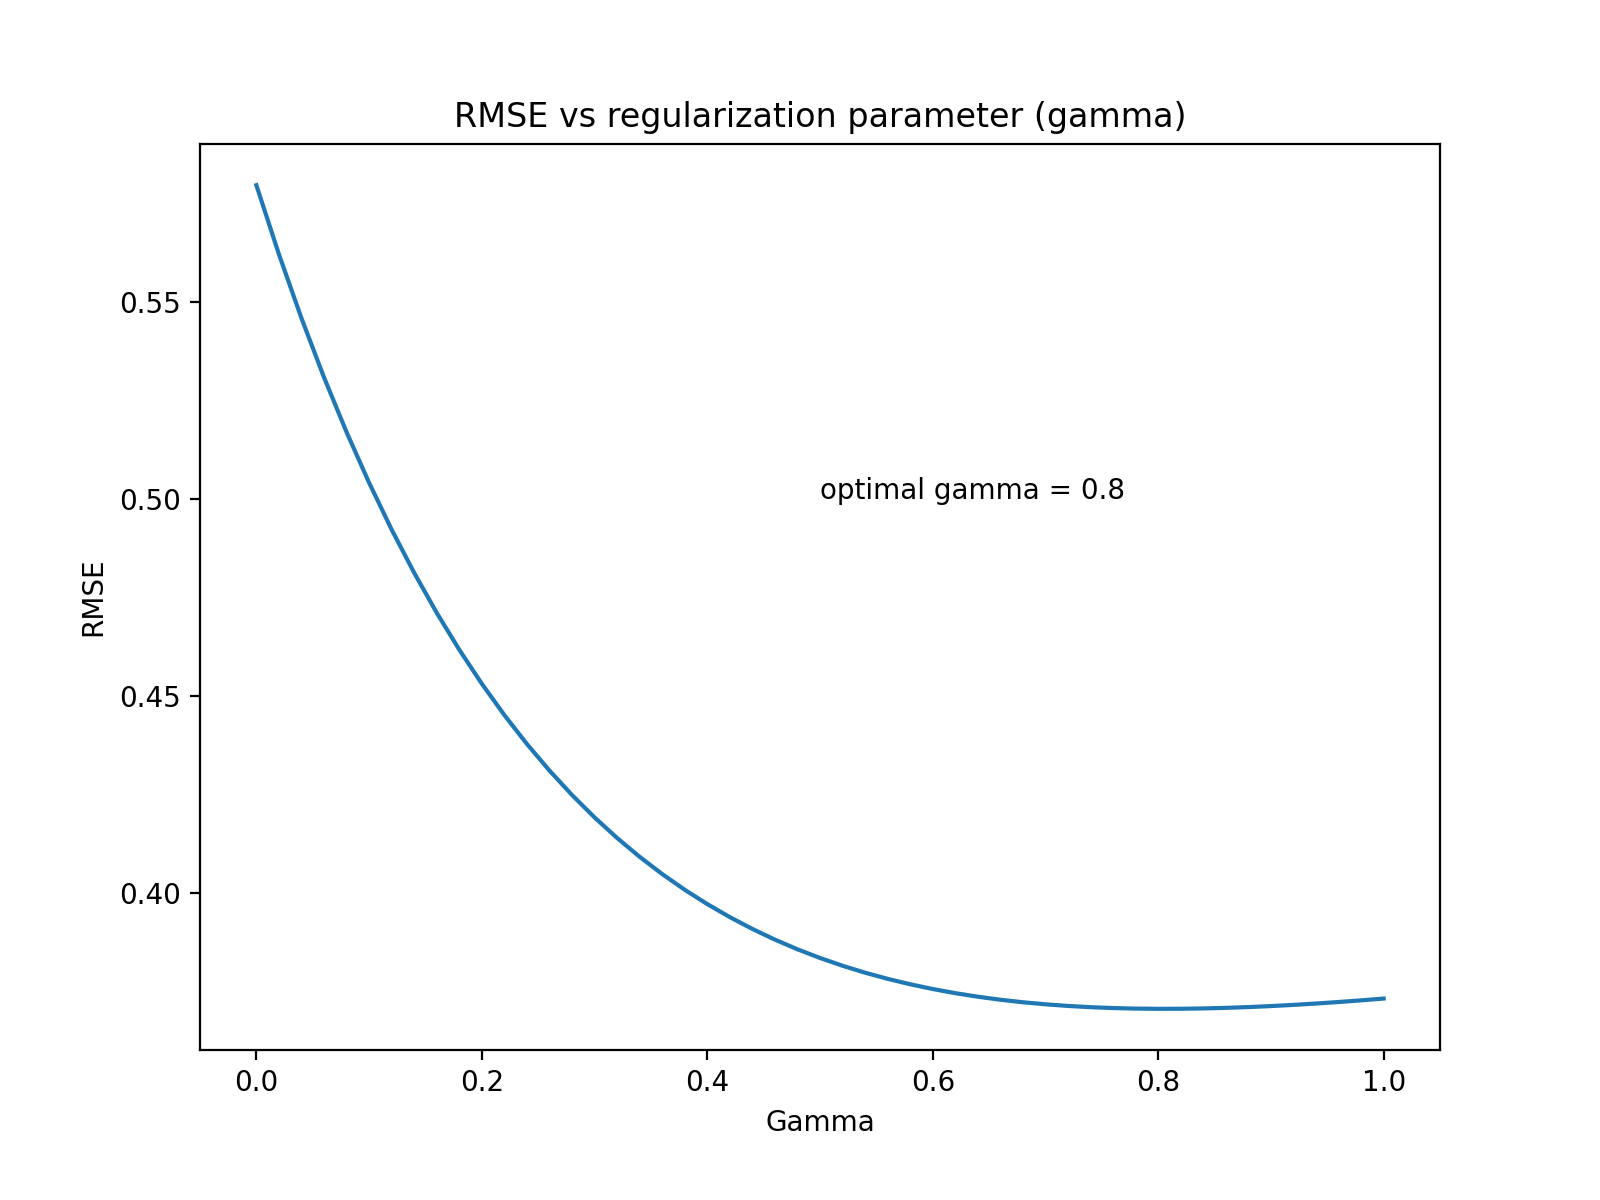 RMSE vs regularization parameter (gamma)
0.55
0.50
0.45
0.40
RMSE
optimal gamma = 0.8
0.0 0.2 0.4 0.6 0.8 1.0
Gamma